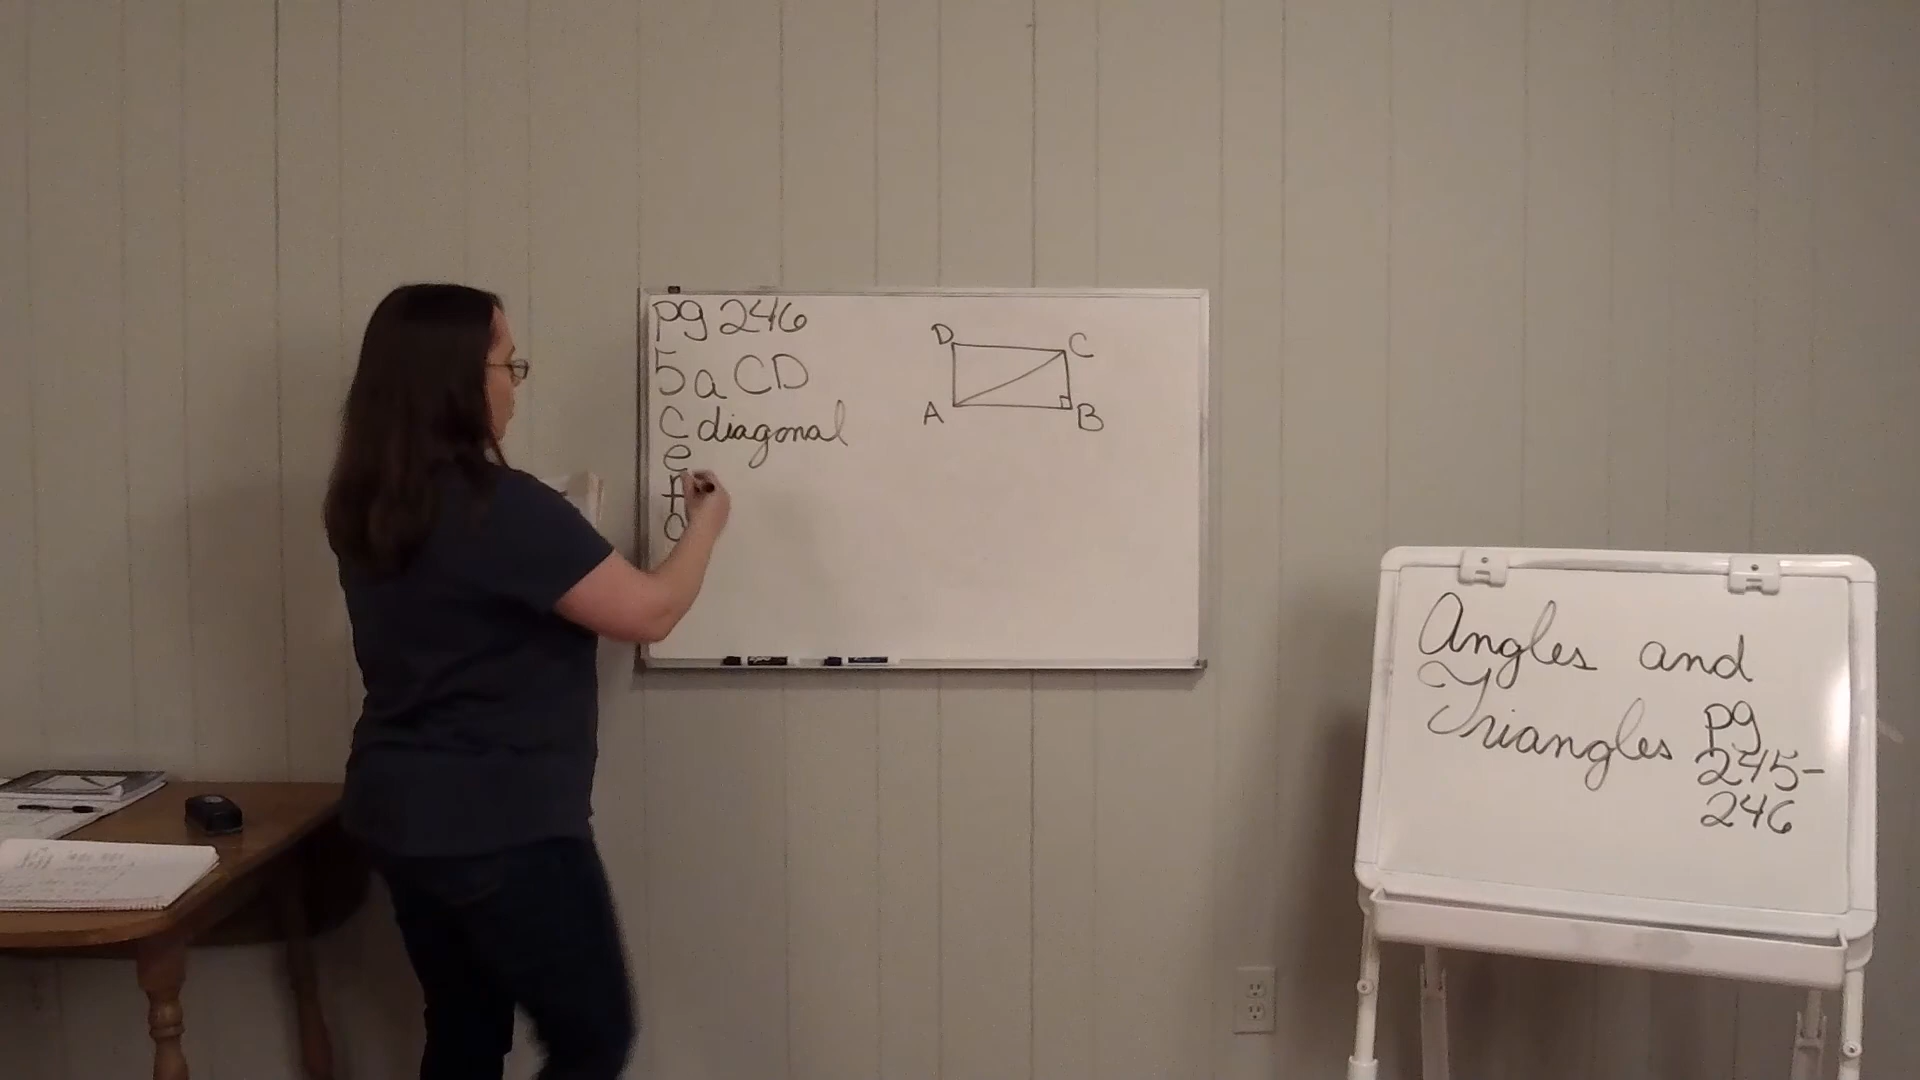 pg 246
5 a CD
c diagonal
e
f
D
C
A
B
Angles and
Triangles pg
245-
246